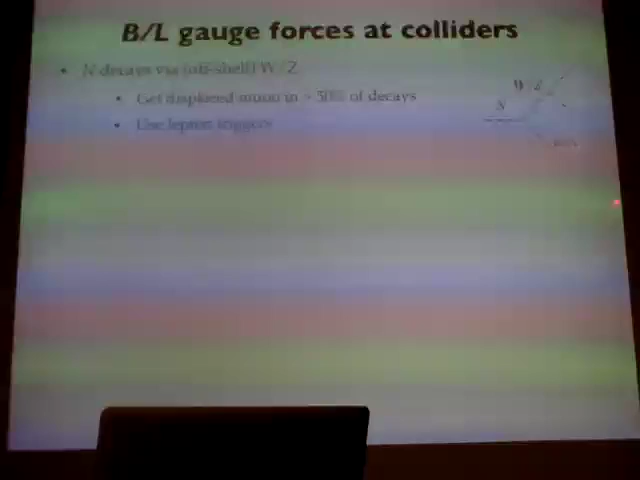 B/L gauge forces at colliders
• N decays via (off-shell) W/Z
• Get displaced muon in > 50% of decays
• Use lepton triggers
N